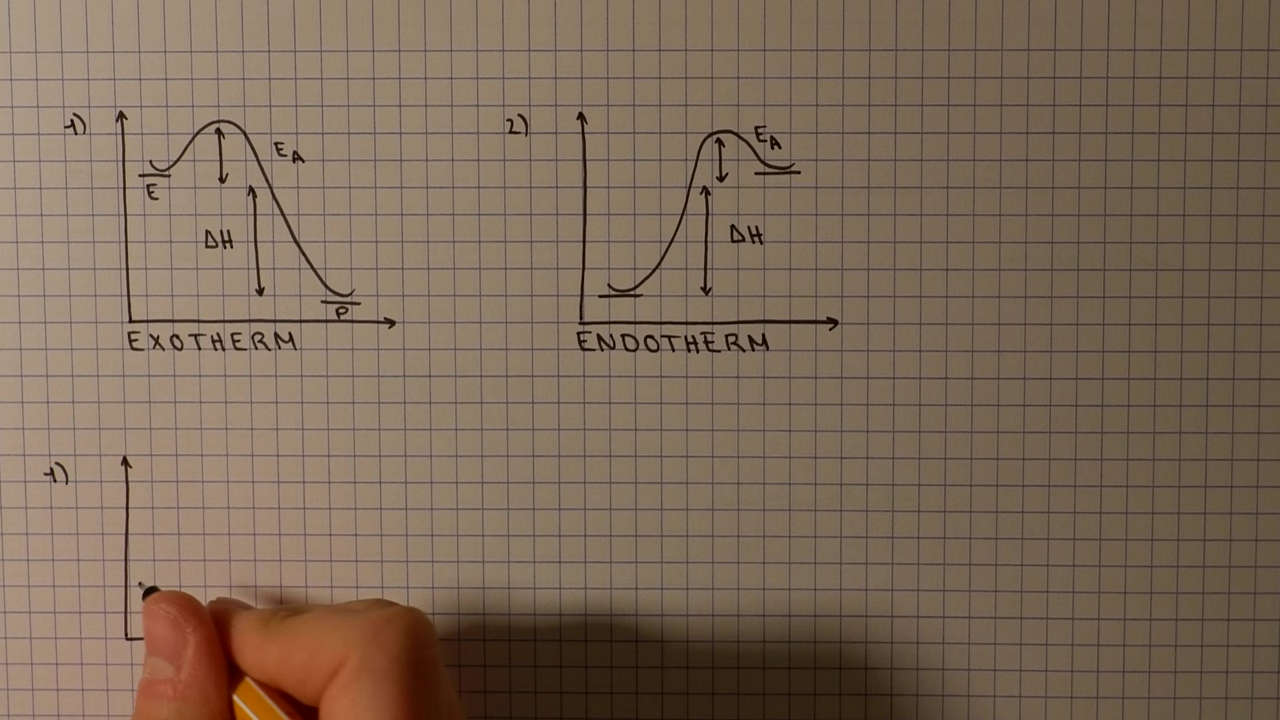 1)
E
EA
ΔH
P
EXOTHERM
2)
EA
ΔH
ENDOTHERM
1)